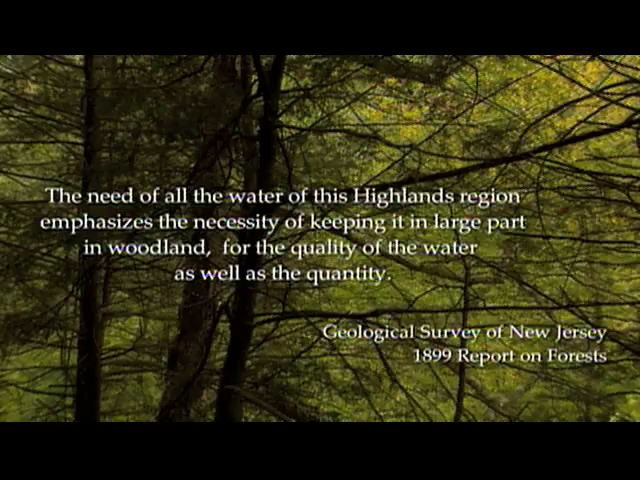 The need of all the water of this Highlands region
emphasizes the necessity of keeping it in large part
in woodland, for the quality of the water
as well as the quantity.
Geological Survey of New Jersey
1899 Report on Forests